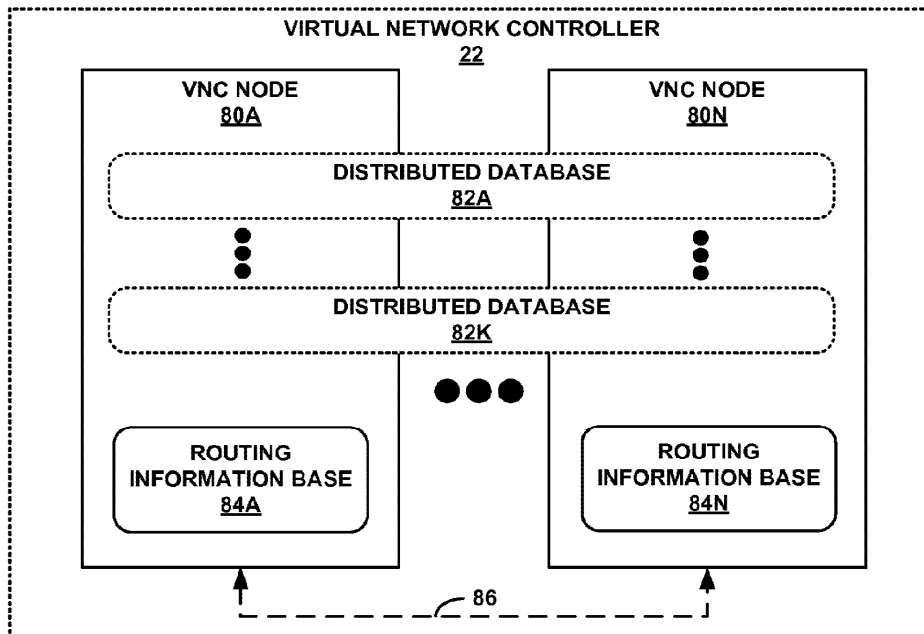 VIRTUAL NETWORK CONTROLLER
22
VNC NODE
80A
VNC NODE
80N
DISTRIBUTED DATABASE
82A
DISTRIBUTED DATABASE
82K
ROUTING
INFORMATION BASE
84A
ROUTING
INFORMATION BASE
84N
86